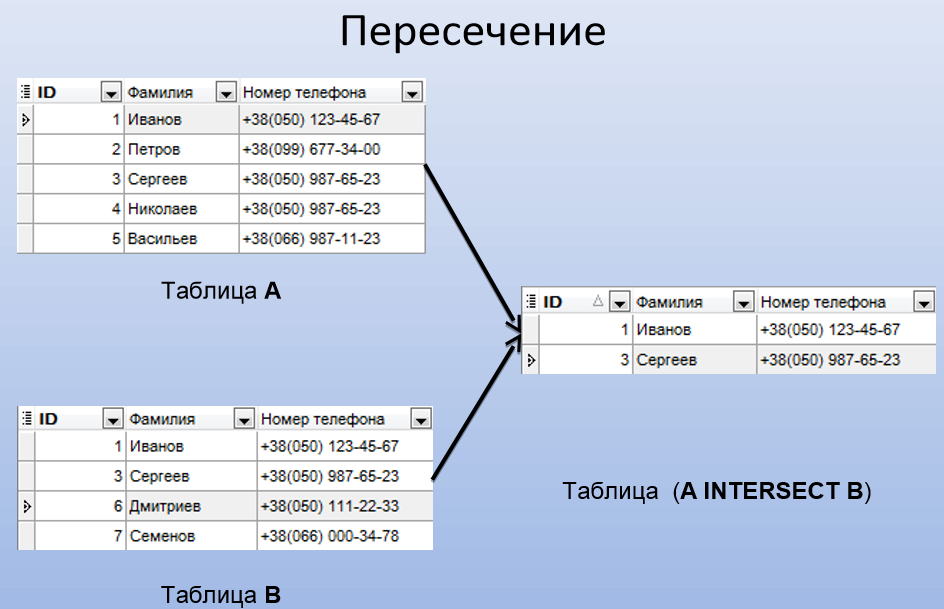 Пересечение
ID Фамилия Номер телефона
1 Иванов +38(050) 123-45-67
2 Петров +38(099) 677-34-00
3 Сергеев +38(050) 987-65-23
4 Николаев +38(050) 987-65-23
5 Васильев +38(066) 987-11-23
Таблица A
ID Фамилия Номер телефона
1 Иванов +38(050) 123-45-67
3 Сергеев +38(050) 987-65-23
Таблица (A INTERSECT B)
ID Фамилия Номер телефона
1 Иванов +38(050) 123-45-67
3 Сергеев +38(050) 987-65-23
6 Дмитриев +38(050) 111-22-33
7 Семенов +38(066) 000-34-78
Таблица B